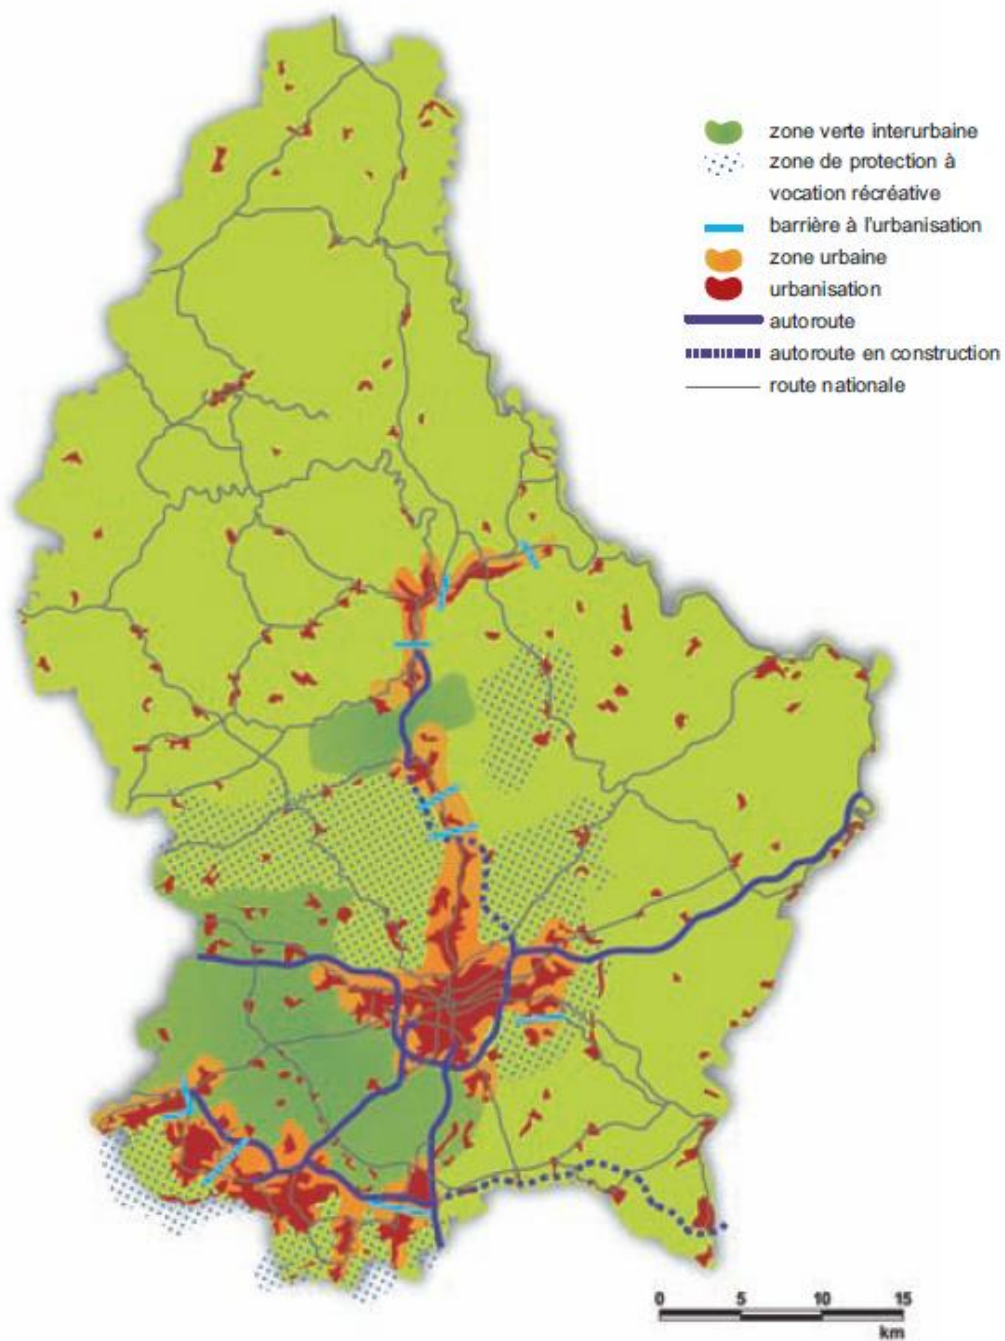 zone verte interurbaine
zone de protection à
vocation récréative
barrière à l'urbanisation
zone urbaine
urbanisation
autoroute
autoroute en construction
route nationale
0 5 10 15
km